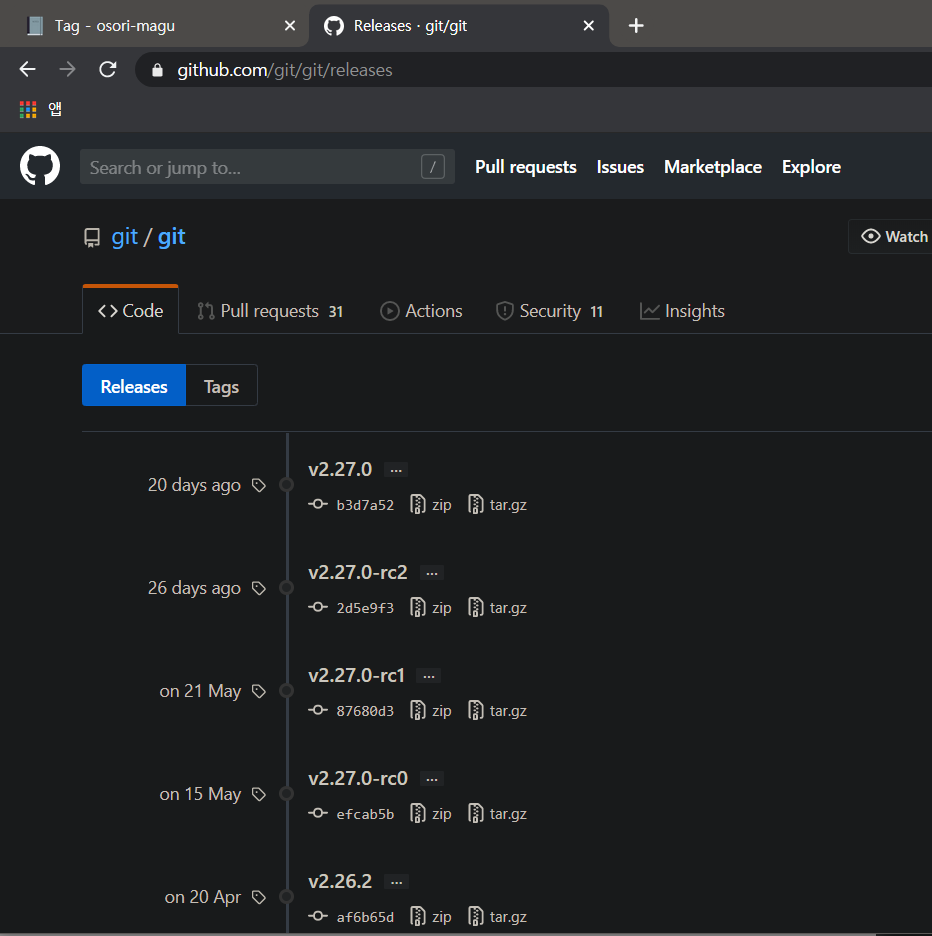 Tag - osori-magu
Releases · git/git
github.com/git/git/releases
앱
Search or jump to... /
Pull requests Issues Marketplace Explore
git / git
Watch
Code Pull requests 31 Actions Security 11 Insights
Releases Tags
v2.27.0 ...
20 days ago
b3d7a52 zip tar.gz
v2.27.0-rc2 ...
26 days ago
2d5e9f3 zip tar.gz
v2.27.0-rc1 ...
on 21 May
87680d3 zip tar.gz
v2.27.0-rc0 ...
on 15 May
efcab5b zip tar.gz
v2.26.2 ...
on 20 Apr
af6b65d zip tar.gz